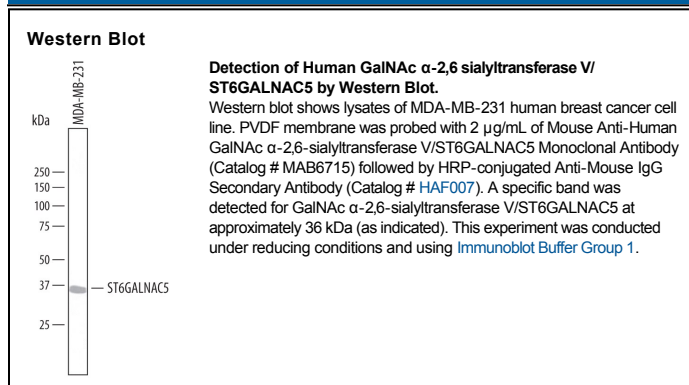 Western Blot
MDA-MB-231
kDa
250
150
100
75
50
37
25
ST6GALNAC5
Detection of Human GalNAc α-2,6 sialyltransferase V/
ST6GALNAC5 by Western Blot.
Western blot shows lysates of MDA-MB-231 human breast cancer cell
line. PVDF membrane was probed with 2 µg/mL of Mouse Anti-Human
GalNAc α-2,6-sialyltransferase V/ST6GALNAC5 Monoclonal Antibody
(Catalog # MAB6715) followed by HRP-conjugated Anti-Mouse IgG
Secondary Antibody (Catalog # HAF007). A specific band was
detected for GalNAc α-2,6-sialyltransferase V/ST6GALNAC5 at
approximately 36 kDa (as indicated). This experiment was conducted
under reducing conditions and using Immunoblot Buffer Group 1.